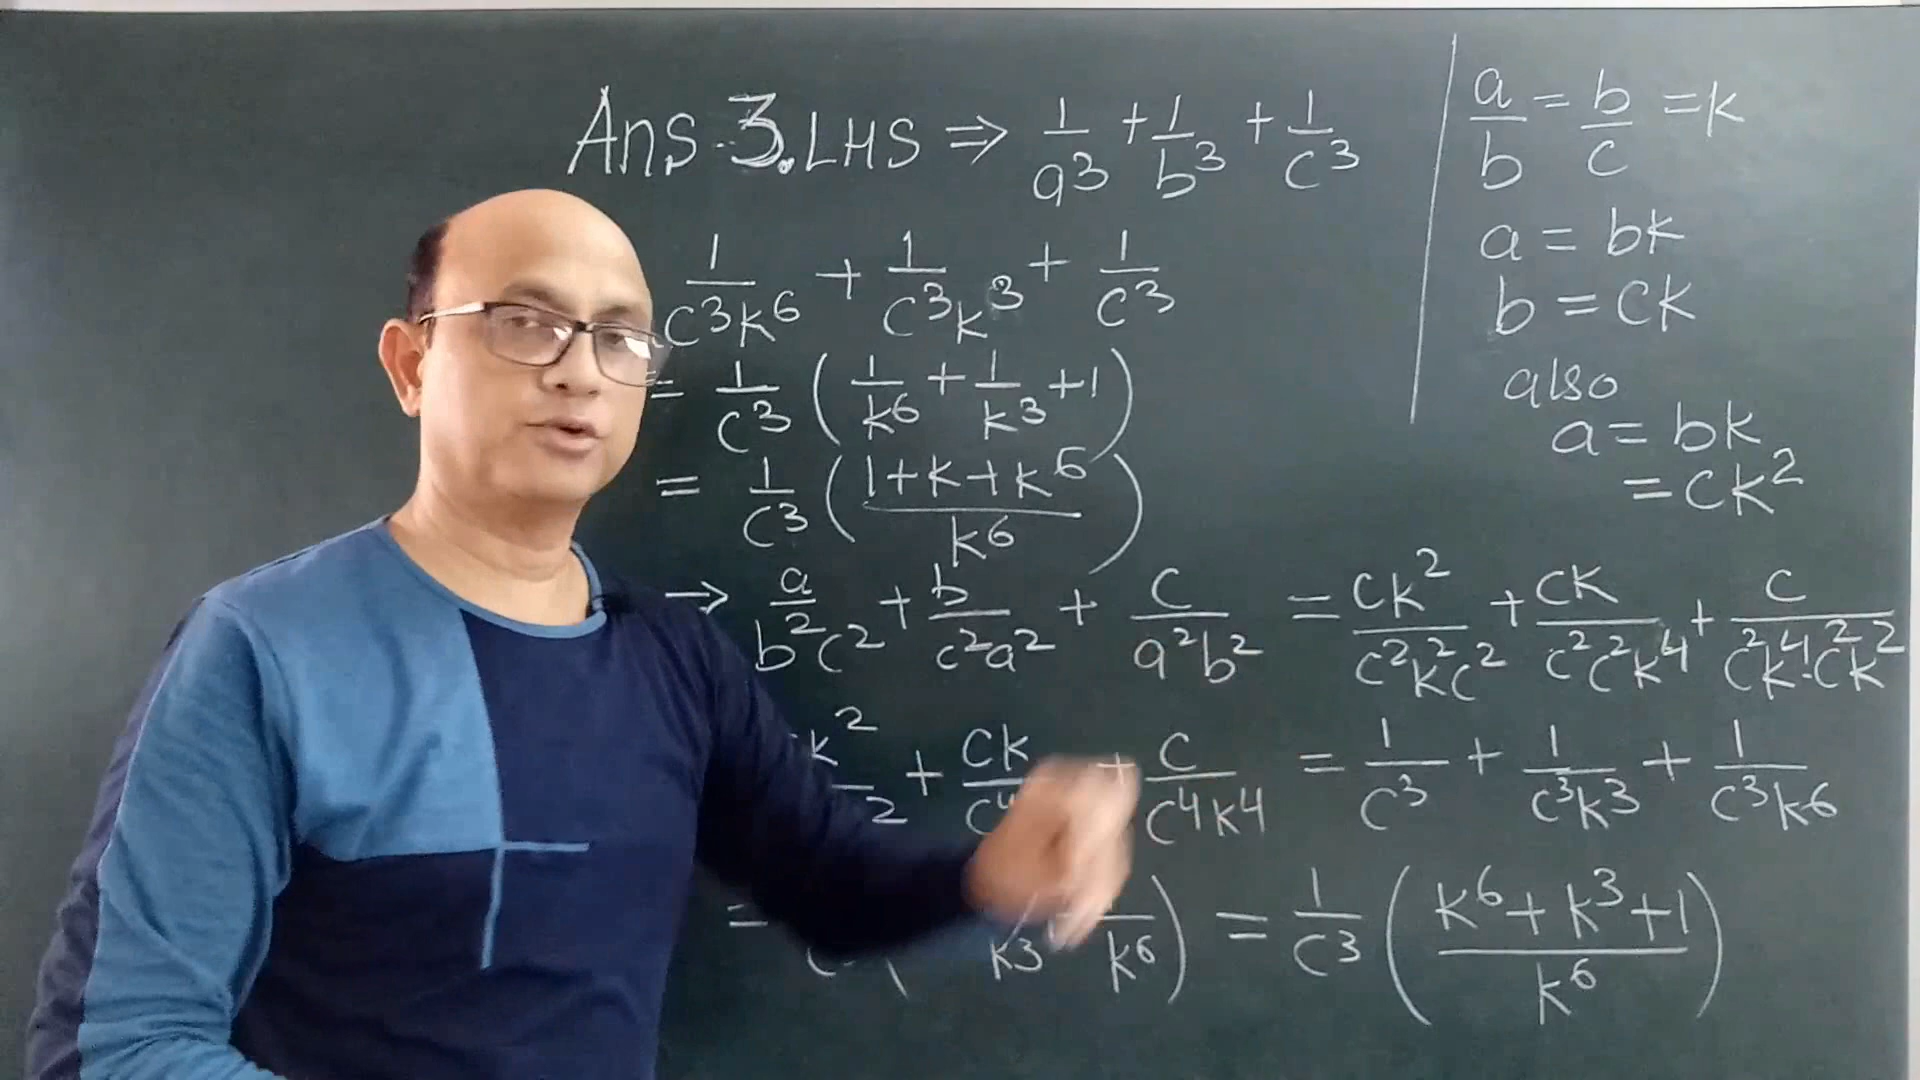 Ans 3. LHS ⇒ 1/a³ + 1/b³ + 1/c³
1/c³k⁶ + 1/c³k³ + 1/c³
= 1/c³ ( 1/k⁶ + 1/k³ + 1 )
= 1/c³ ( (1+k+k⁶)/k⁶ )
→ a/b²c² + b/c²a² + c/a²b² = ck²/c²k²c² + ck/c²c²k⁴ + c/c²k⁴·c²k²
k²/2 + ck/c⁴ + c/c⁴k⁴ = 1/c³ + 1/c³k³ + 1/c³k⁶
= k³ k⁶ ) = 1/c³ ( (k⁶+k³+1)/k⁶ )
a/b = b/c = k
a = bk
b = ck
also
a = bk
= ck²